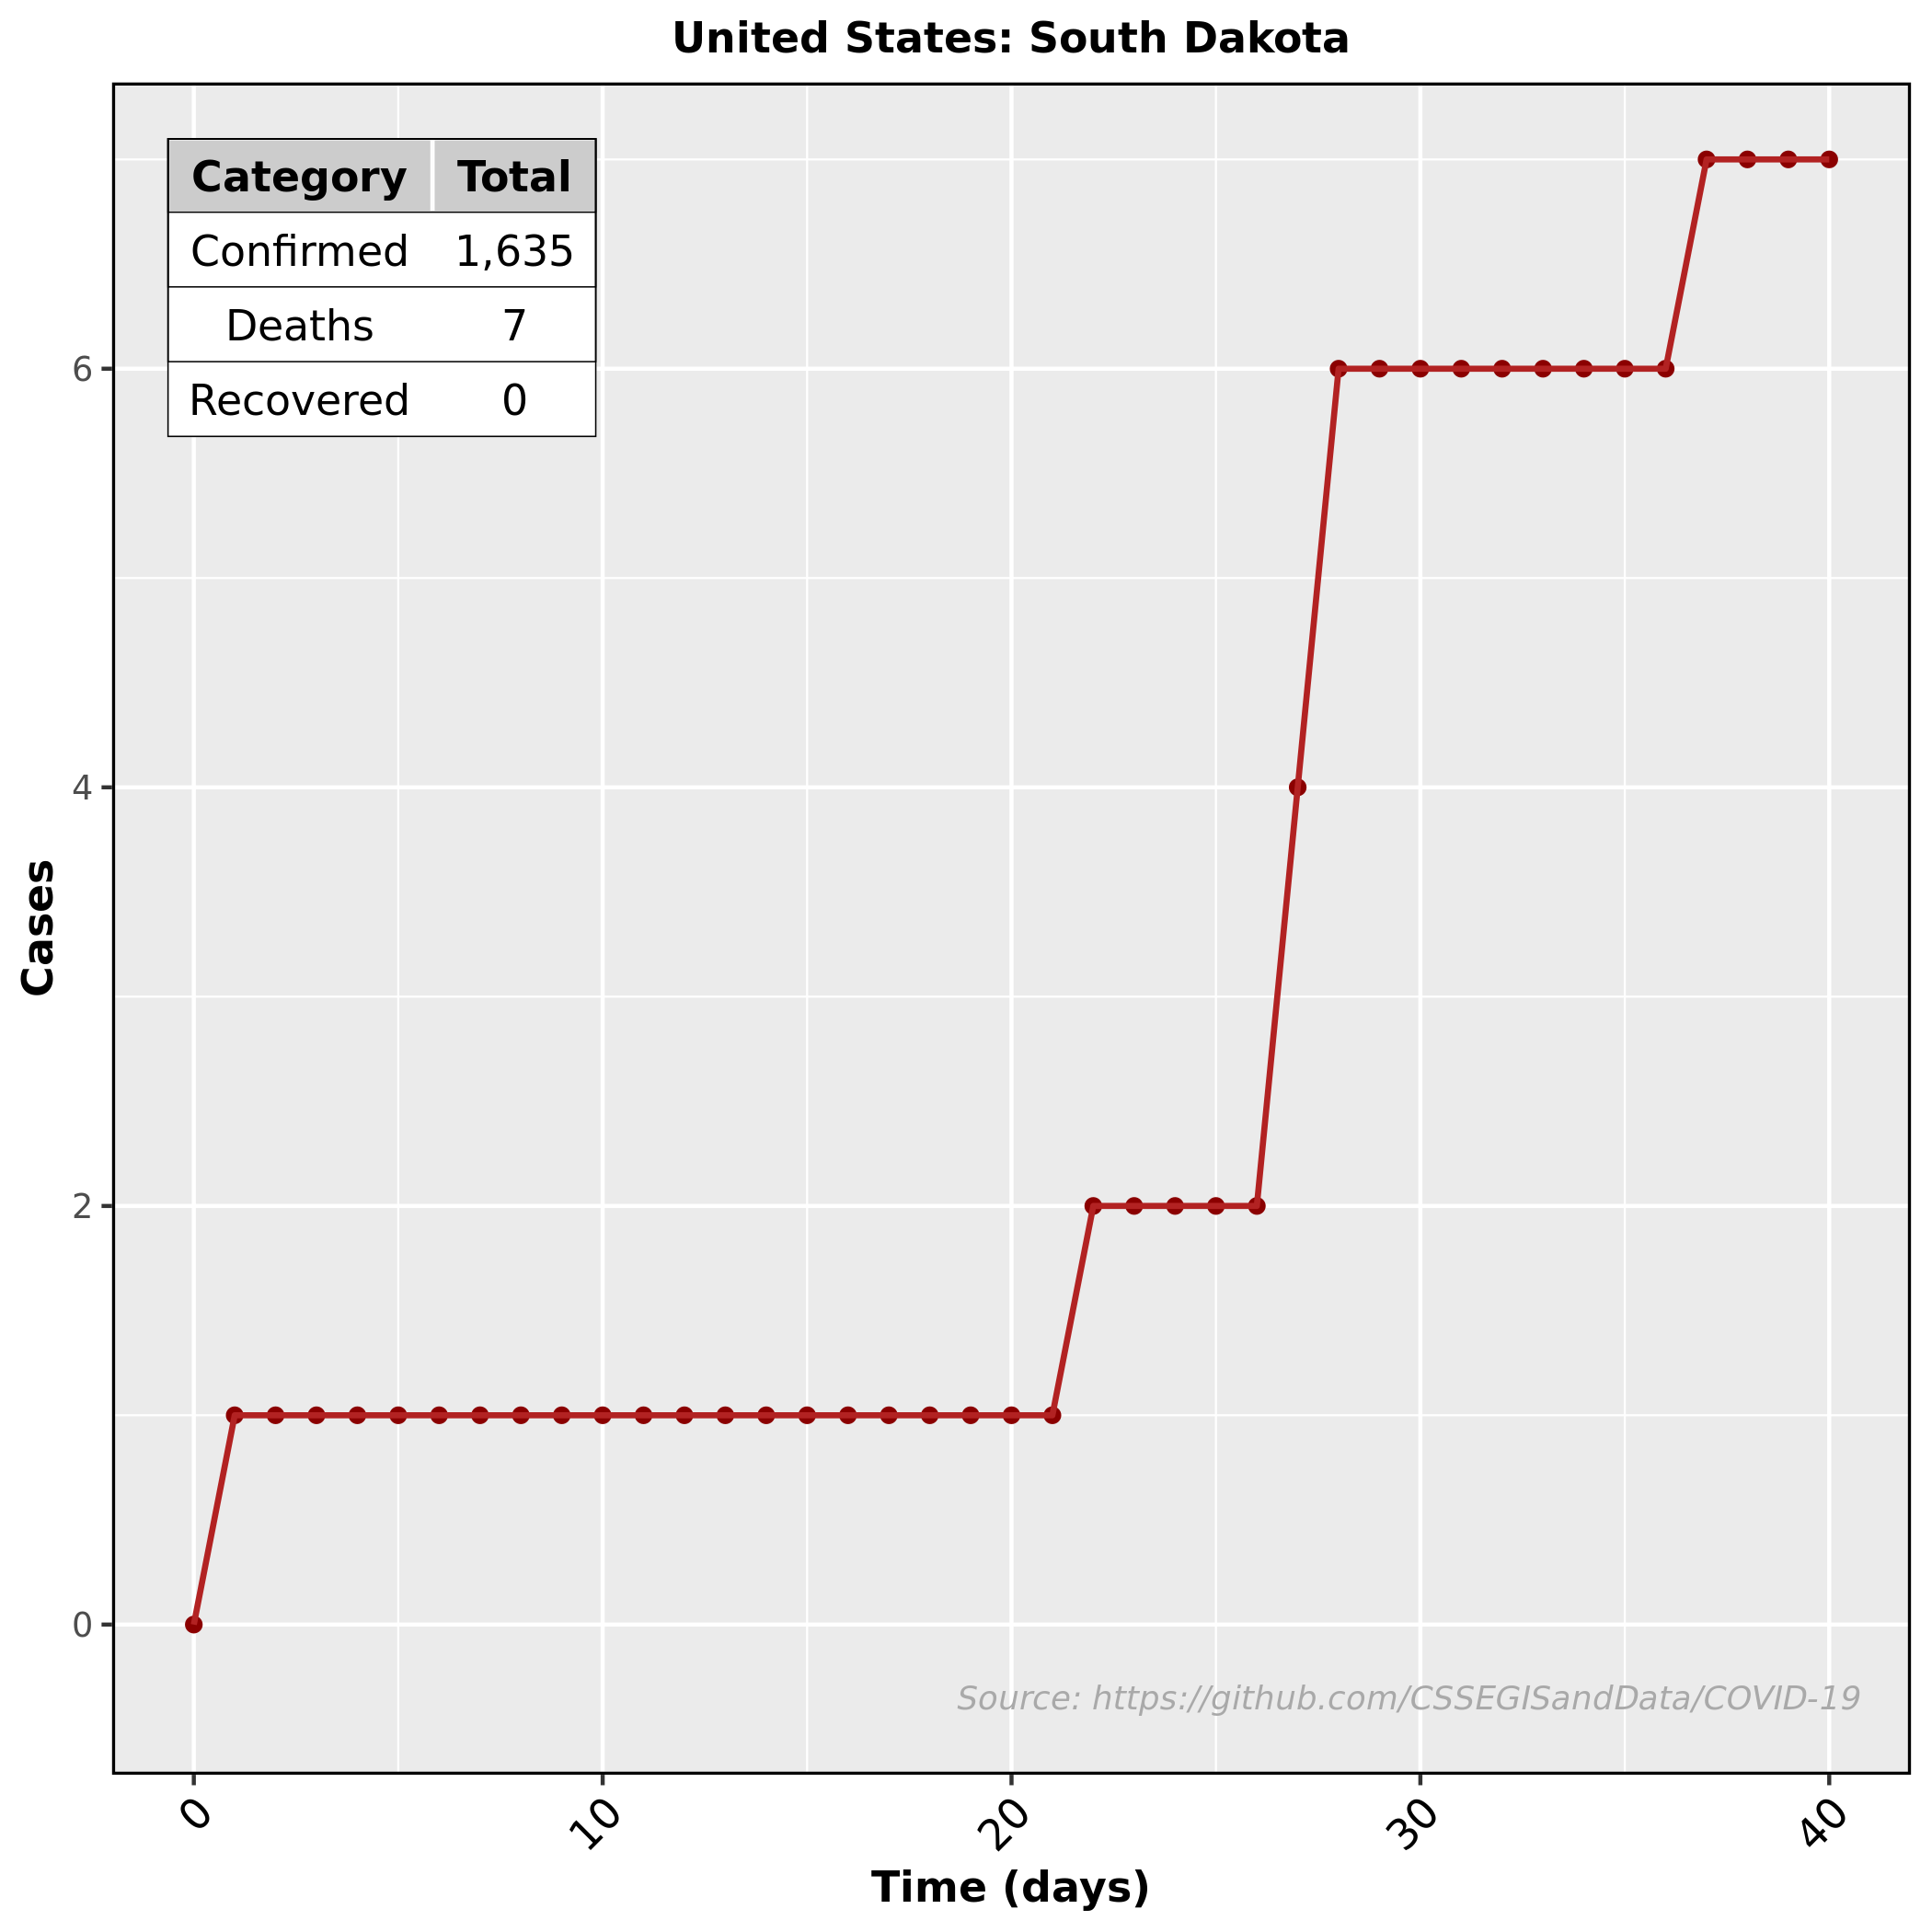 United States: South Dakota
Category Total
Confirmed 1,635
Deaths 7
Recovered 0
6
4
2
0
Cases
Source: https://github.com/CSSEGISandData/COVID-19
0 10 20 30 40
Time (days)